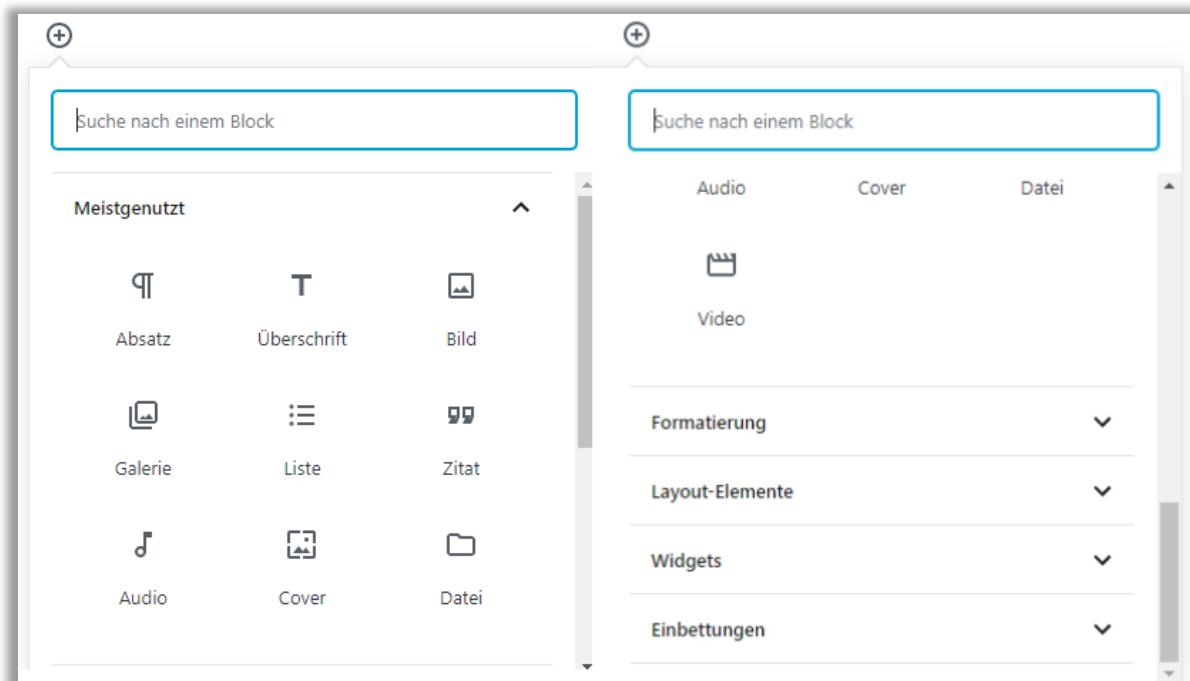 Suche nach einem Block
Meistgenutzt
Absatz Überschrift Bild
Galerie Liste Zitat
Audio Cover Datei
Suche nach einem Block
Audio Cover Datei
Video
Formatierung
Layout-Elemente
Widgets
Einbettungen